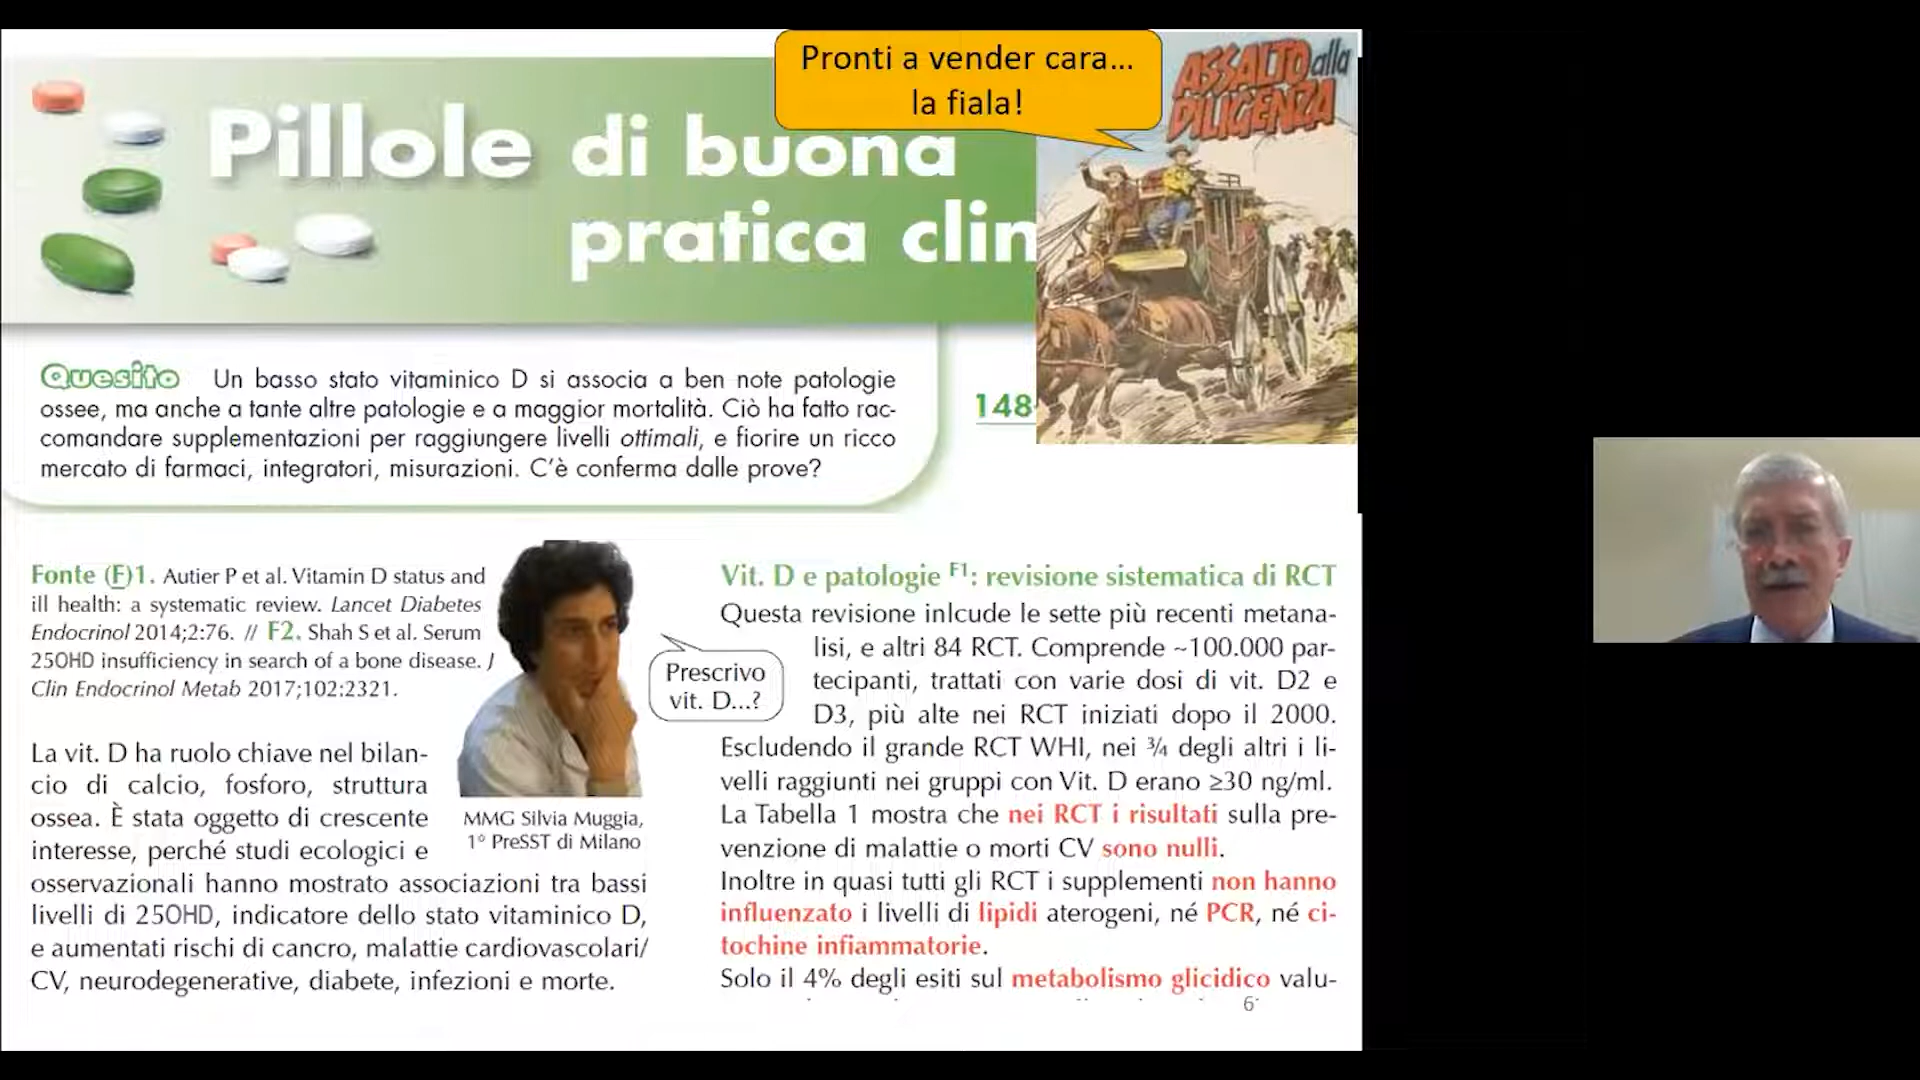 Pronti a vender cara...
la fiala!
ASSALTO alla
DILIGENZA
Pillole di buona
pratica clin
Quesito Un basso stato vitaminico D si associa a ben note patologie
ossee, ma anche a tante altre patologie e a maggior mortalità. Ciò ha fatto rac-
comandare supplementazioni per raggiungere livelli ottimali, e fiorire un ricco
mercato di farmaci, integratori, misurazioni. C'è conferma dalle prove?
148
Fonte (F)1. Autier P et al. Vitamin D status and
ill health: a systematic review. Lancet Diabetes
Endocrinol 2014;2:76. // F2. Shah S et al. Serum
25OHD insufficiency in search of a bone disease. J
Clin Endocrinol Metab 2017;102:2321.
La vit. D ha ruolo chiave nel bilan-
cio di calcio, fosforo, struttura
ossea. È stata oggetto di crescente
interesse, perché studi ecologici e
osservazionali hanno mostrato associazioni tra bassi
livelli di 25OHD, indicatore dello stato vitaminico D,
e aumentati rischi di cancro, malattie cardiovascolari/
CV, neurodegenerative, diabete, infezioni e morte.
MMG Silvia Muggia,
1° PreSST di Milano
Prescrivo
vit. D...?
Vit. D e patologie F1: revisione sistematica di RCT
Questa revisione inlcude le sette più recenti metana-
lisi, e altri 84 RCT. Comprende ~100.000 par-
tecipanti, trattati con varie dosi di vit. D2 e
D3, più alte nei RCT iniziati dopo il 2000.
Escludendo il grande RCT WHI, nei ¾ degli altri i li-
velli raggiunti nei gruppi con Vit. D erano ≥30 ng/ml.
La Tabella 1 mostra che nei RCT i risultati sulla pre-
venzione di malattie o morti CV sono nulli.
Inoltre in quasi tutti gli RCT i supplementi non hanno
influenzato i livelli di lipidi aterogeni, né PCR, né ci-
tochine infiammatorie.
Solo il 4% degli esiti sul metabolismo glicidico valu-
6